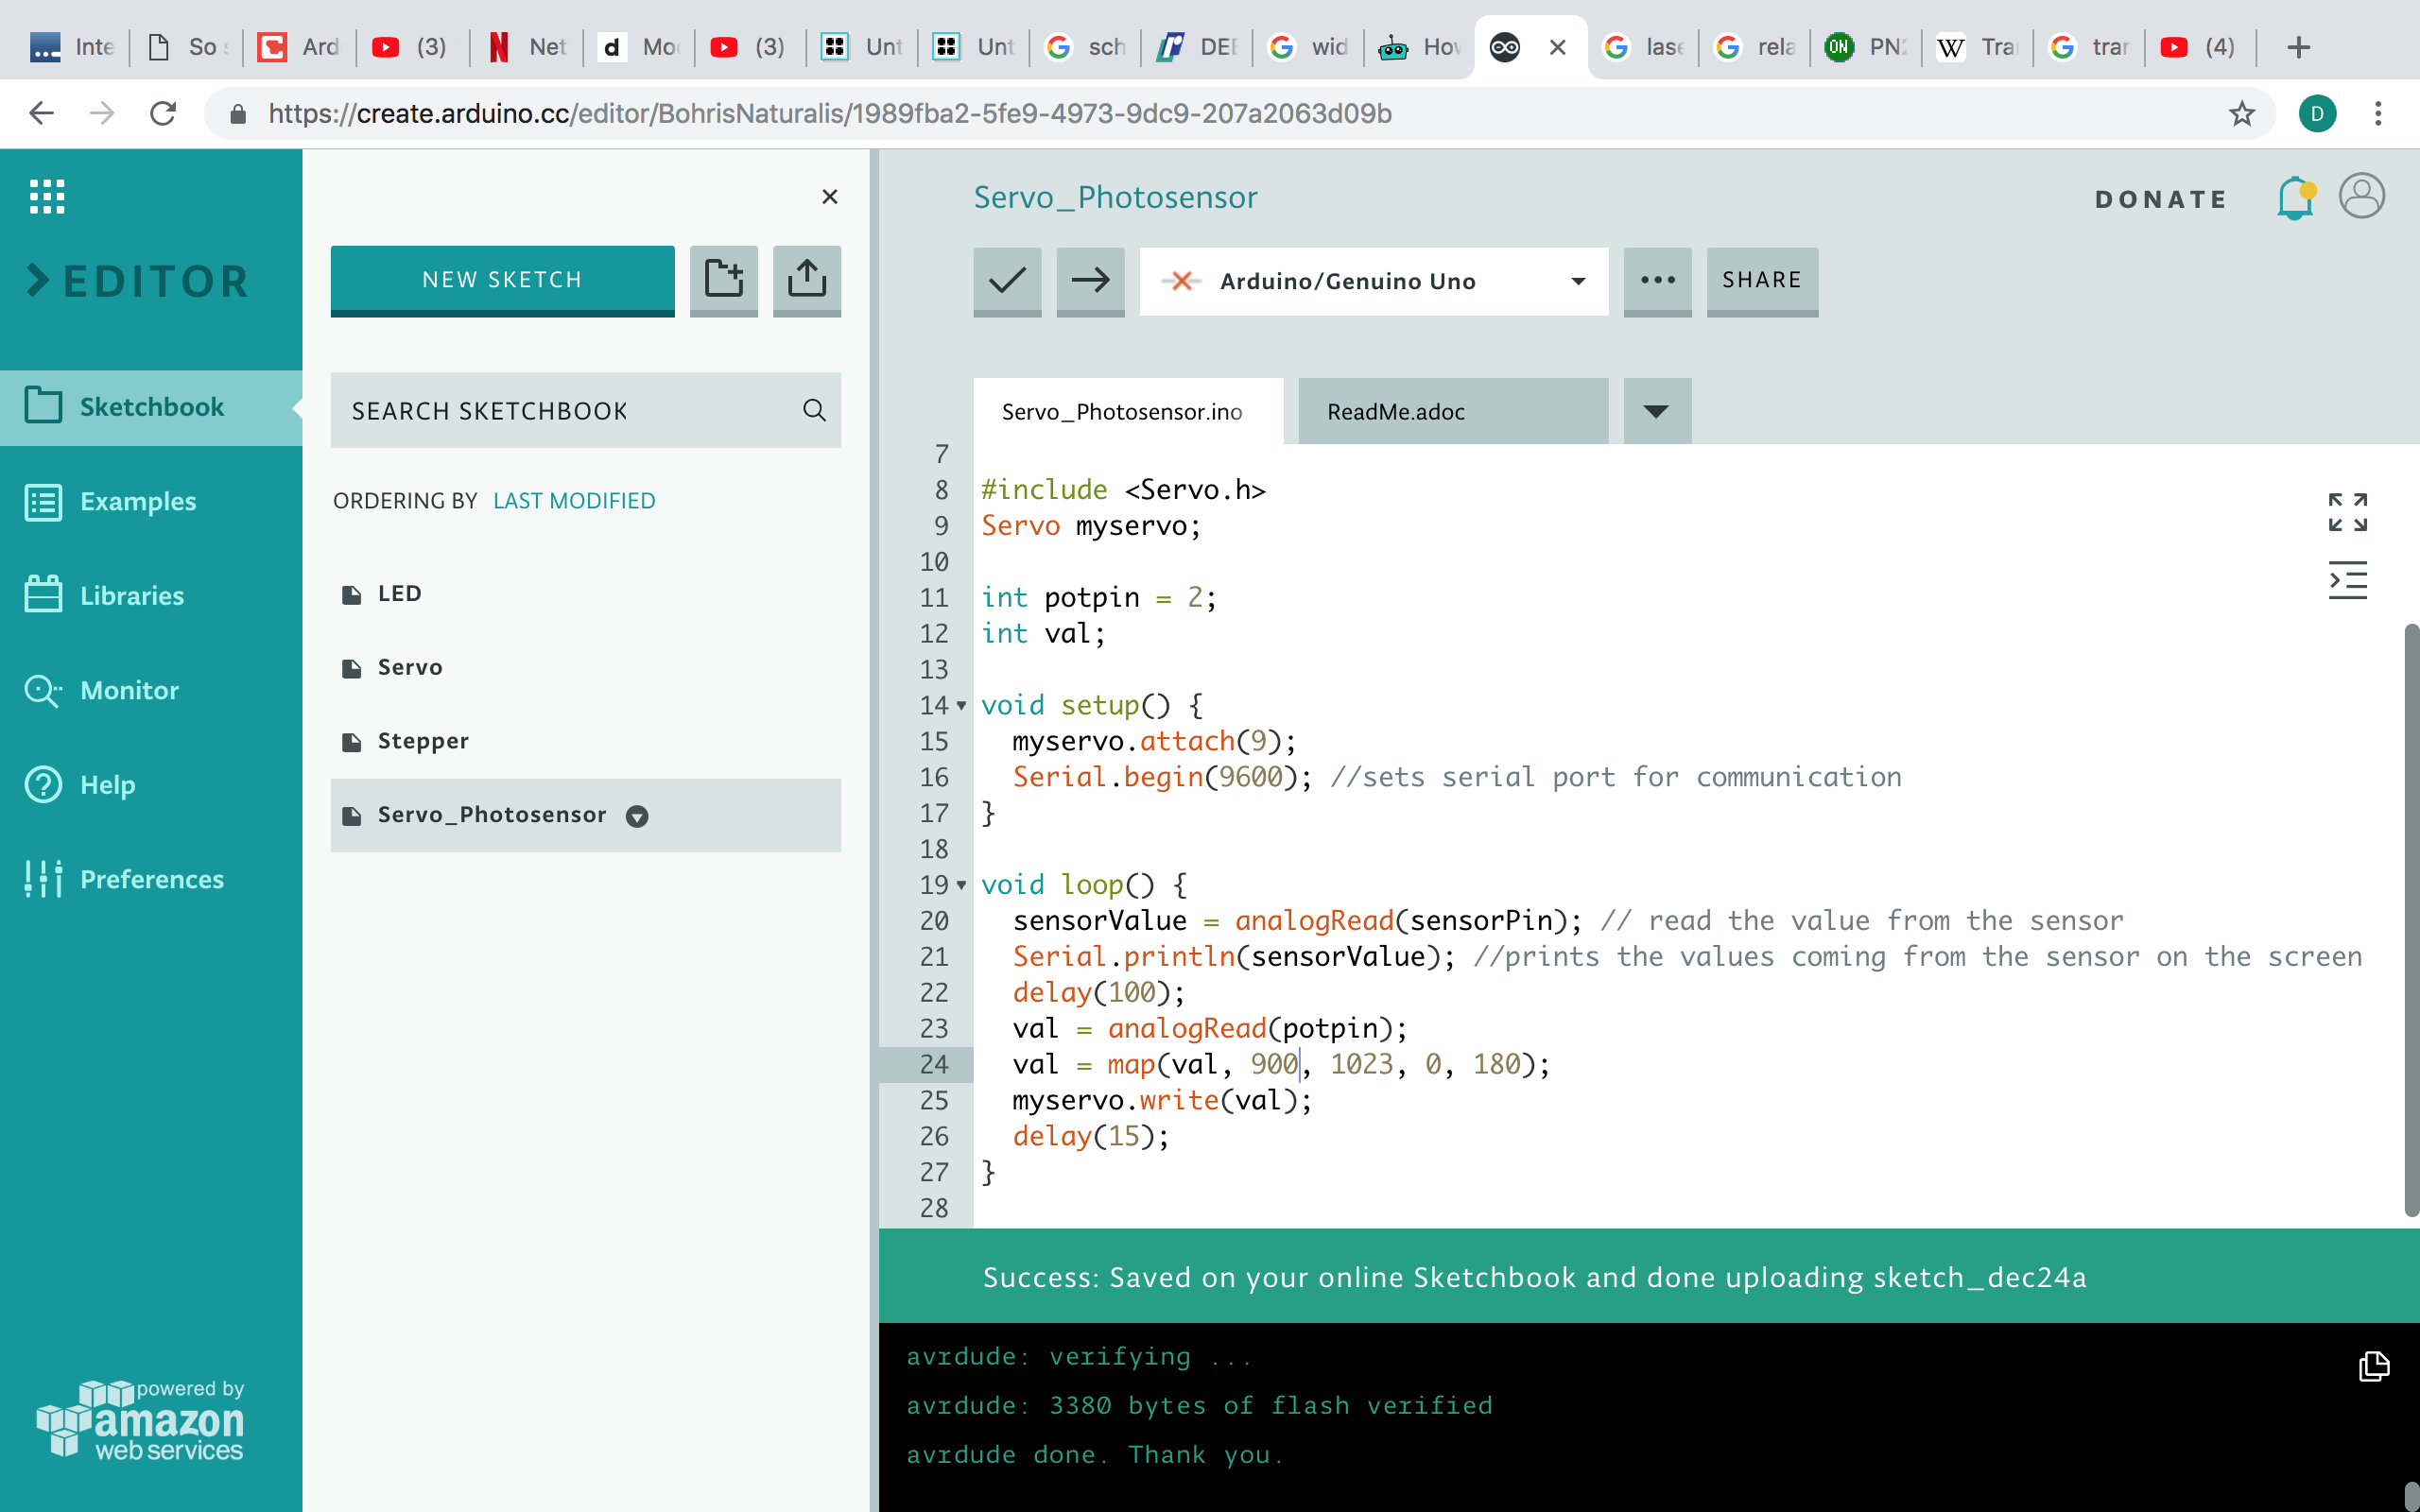 Inte
So
Ard
(3)
Net
Mo
(3)
Unt
Unt
sch
DE
wid
How
lase
rela
ON PN2
W Tra
tran
(4)
https://create.arduino.cc/editor/BohrisNaturalis/1989fba2-5fe9-4973-9dc9-207a2063d09b
D
EDITOR
Sketchbook
Examples
Libraries
Monitor
Help
Preferences
powered by
amazon
web services
NEW SKETCH
SEARCH SKETCHBOOK
ORDERING BY LAST MODIFIED
LED
Servo
Stepper
Servo_Photosensor
Servo_Photosensor
DONATE
Arduino/Genuino Uno
SHARE
Servo_Photosensor.ino
ReadMe.adoc
7
8 #include <Servo.h>
9 Servo myservo;
10
11 int potpin = 2;
12 int val;
13
14 void setup() {
15 myservo.attach(9);
16 Serial.begin(9600); //sets serial port for communication
17 }
18
19 void loop() {
20 sensorValue = analogRead(sensorPin); // read the value from the sensor
21 Serial.println(sensorValue); //prints the values coming from the sensor on the screen
22 delay(100);
23 val = analogRead(potpin);
24 val = map(val, 900, 1023, 0, 180);
25 myservo.write(val);
26 delay(15);
27 }
28
Success: Saved on your online Sketchbook and done uploading sketch_dec24a
avrdude: verifying ...
avrdude: 3380 bytes of flash verified
avrdude done. Thank you.